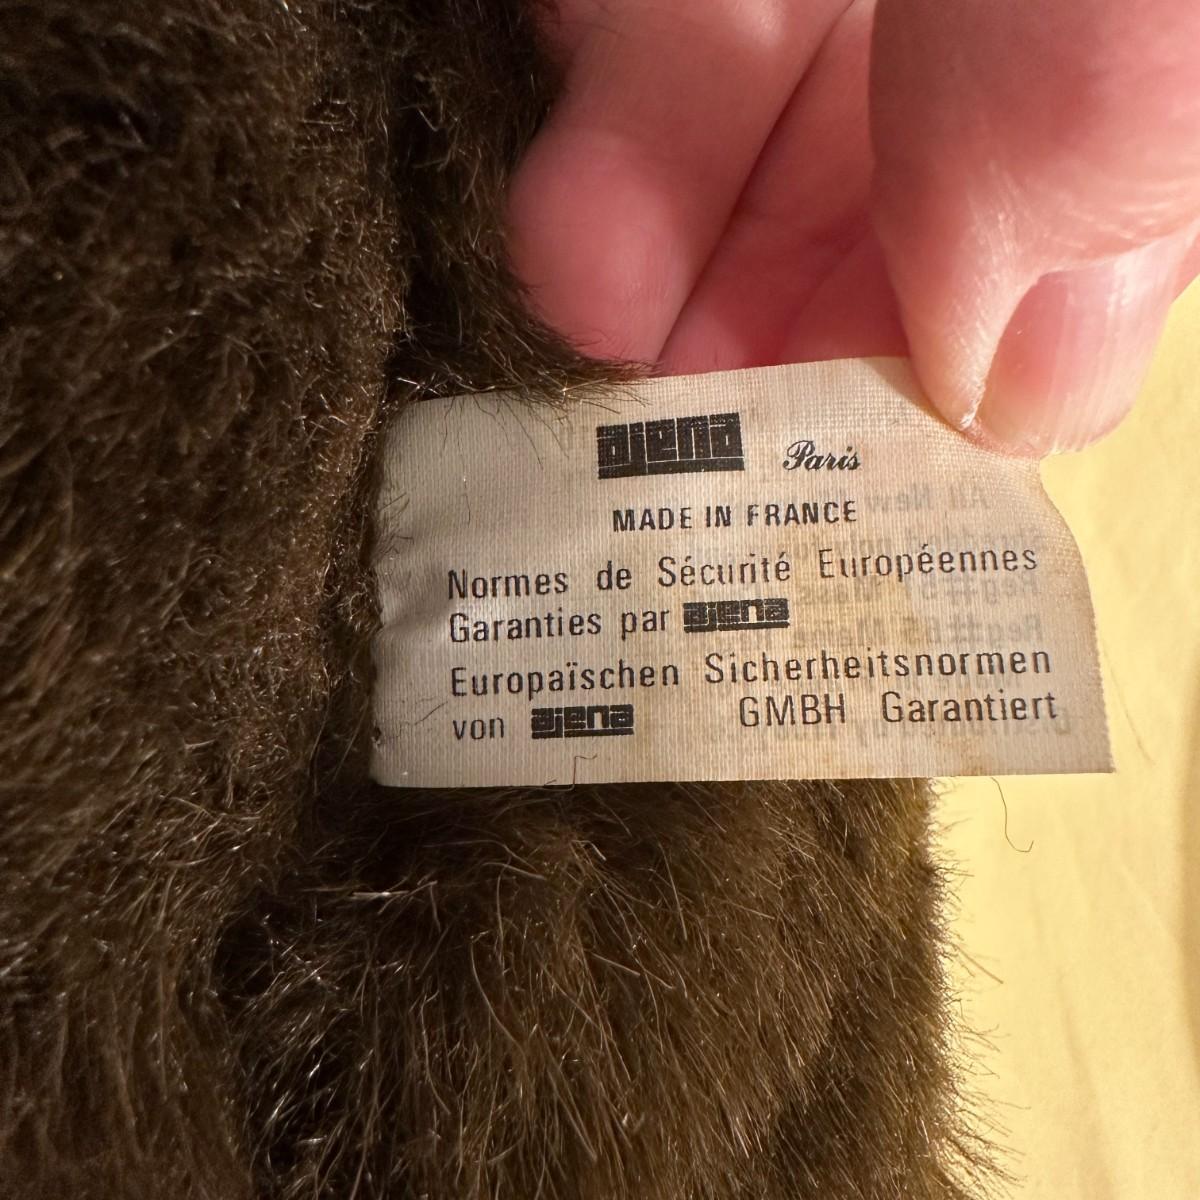 ajena Paris
MADE IN FRANCE
Normes de Sécurité Européennes
Garanties par ajena
Europaïschen Sicherheitsnormen
von ajena GMBH Garantiert